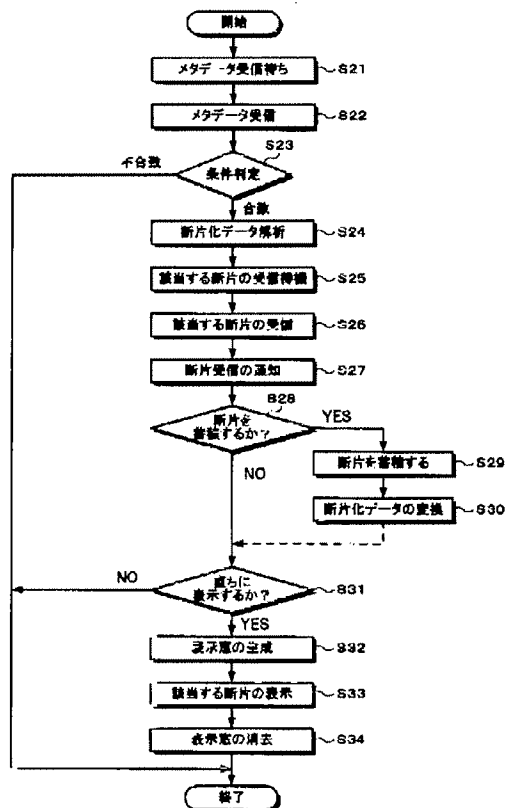 開始
メタデータ受信待ち
S21
メタデータ受信
S22
S23
不合致
条件判定
合致
断片化データ解析
S24
該当する断片の受信待機
S25
該当する断片の受信
S26
断片受信の通知
S27
S28
断片を
蓄積するか?
YES
NO
断片を蓄積する
S29
断片化データの変換
S30
NO
直ちに
表示するか?
S31
YES
表示窓の生成
S32
該当する断片の表示
S33
表示窓の消去
S34
終了